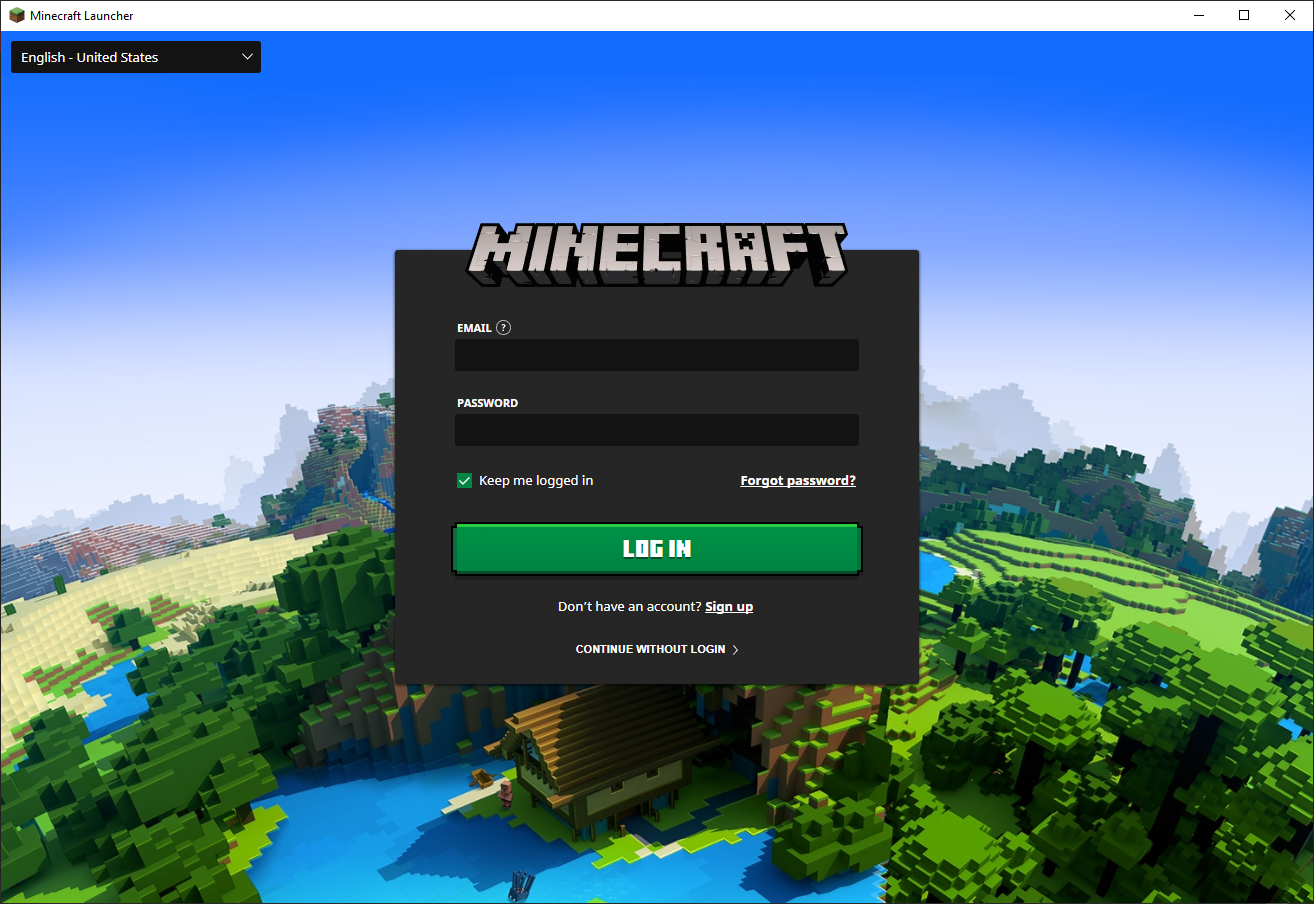 Minecraft Launcher
English - United States
MINECRAFT
EMAIL ?
PASSWORD
Keep me logged in
Forgot password?
LOG IN
Don't have an account? Sign up
CONTINUE WITHOUT LOGIN